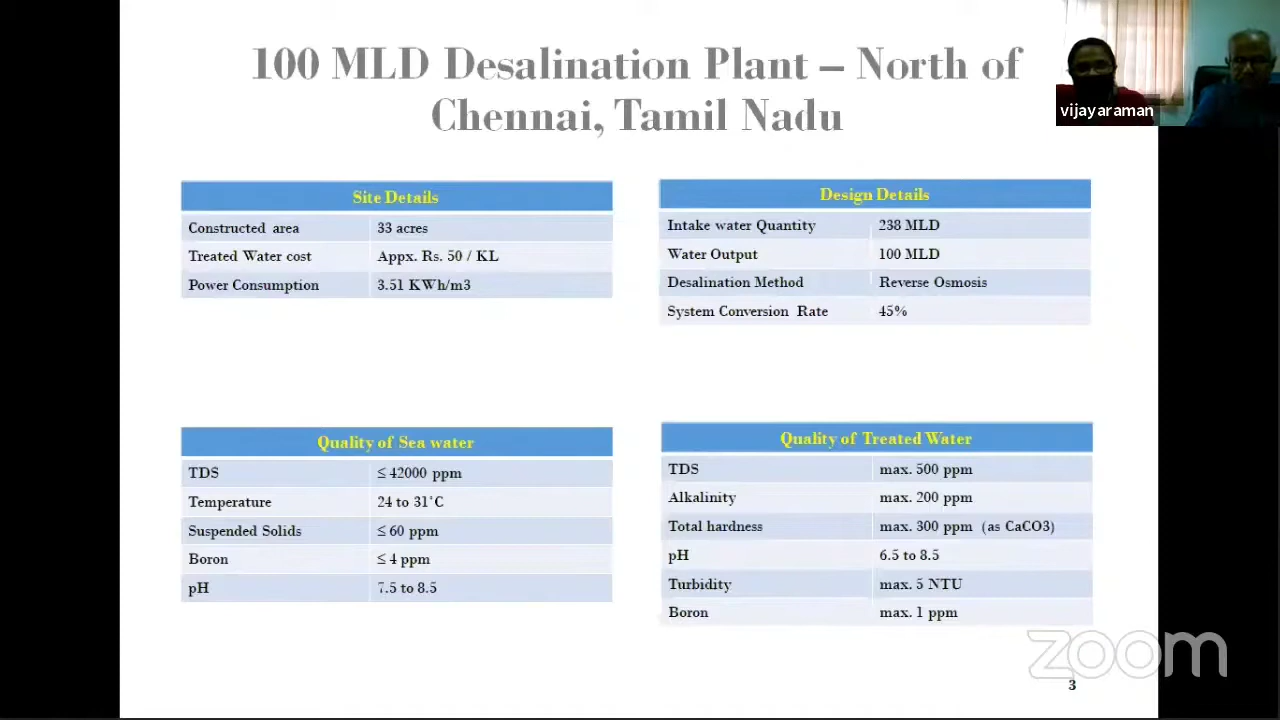 100 MLD Desalination Plant – North of
Chennai, Tamil Nadu
vijayaraman
Site Details
Constructed area 33 acres
Treated Water cost Appx. Rs. 50 / KL
Power Consumption 3.51 KWh/m3
Design Details
Intake water Quantity 238 MLD
Water Output 100 MLD
Desalination Method Reverse Osmosis
System Conversion Rate 45%
Quality of Sea water
TDS ≤ 42000 ppm
Temperature 24 to 31°C
Suspended Solids ≤ 60 ppm
Boron ≤ 4 ppm
pH 7.5 to 8.5
Quality of Treated Water
TDS max. 500 ppm
Alkalinity max. 200 ppm
Total hardness max. 300 ppm (as CaCO3)
pH 6.5 to 8.5
Turbidity max. 5 NTU
Boron max. 1 ppm
zoom
3